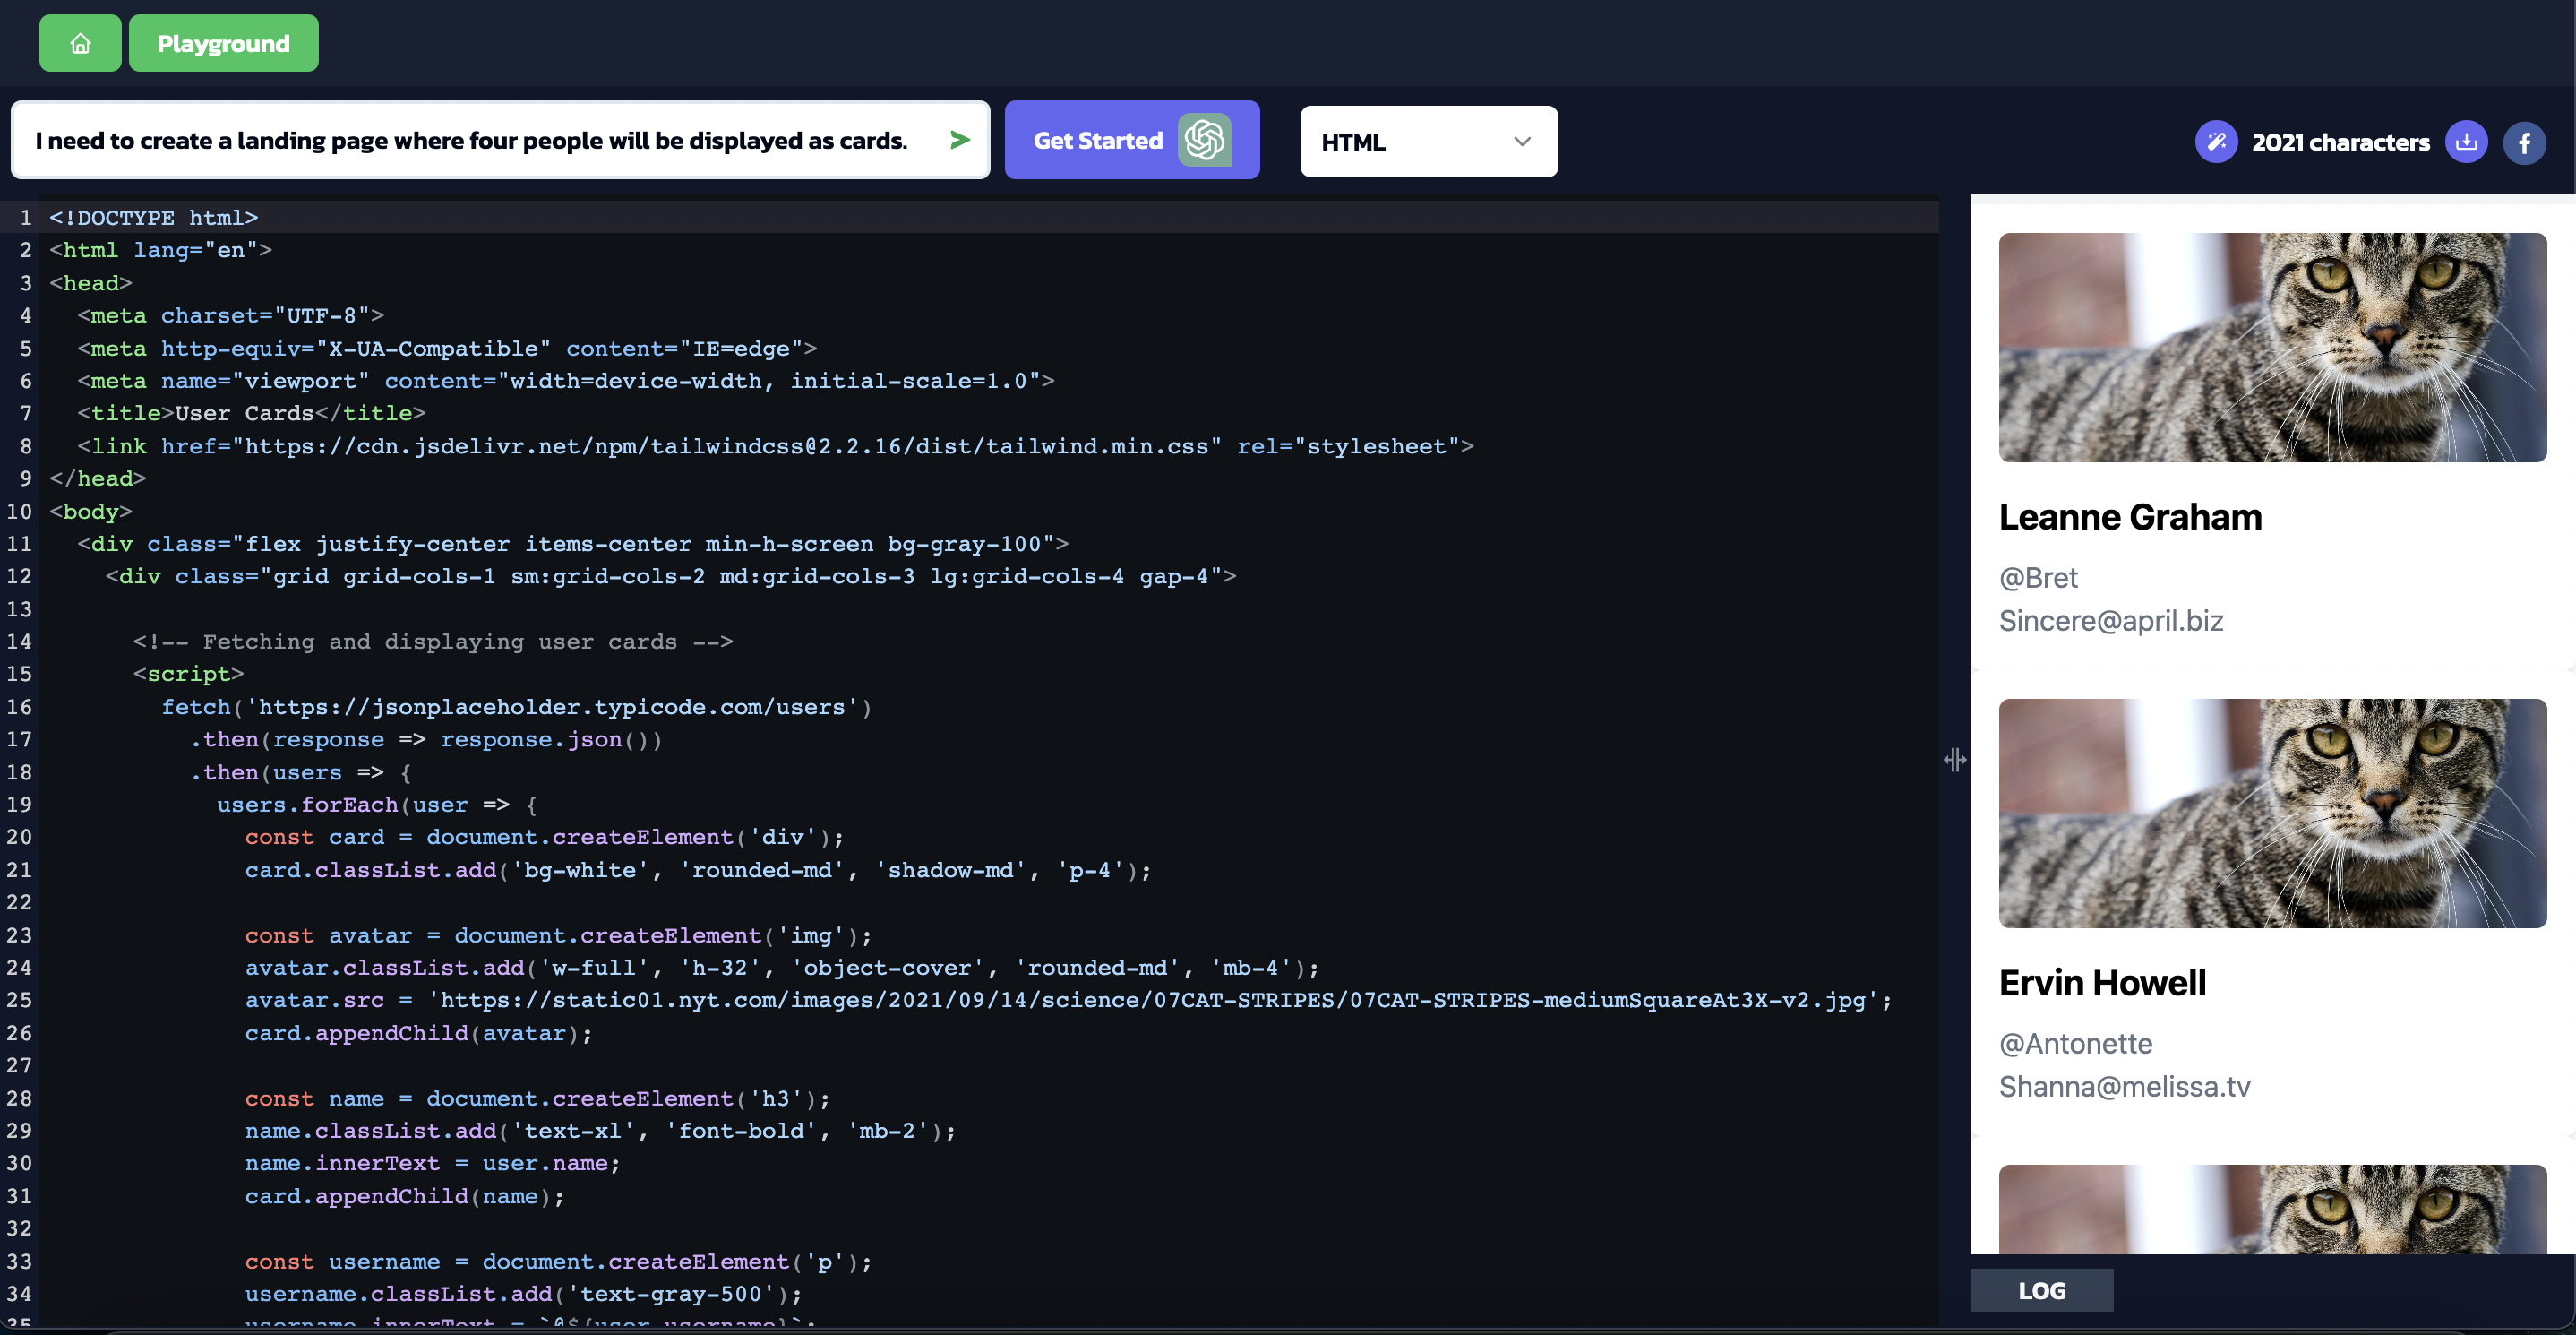 Playground
I need to create a landing page where four people will be displayed as cards.
Get Started
HTML
2021 characters
1 <!DOCTYPE html>
2 <html lang="en">
3 <head>
4 <meta charset="UTF-8">
5 <meta http-equiv="X-UA-Compatible" content="IE=edge">
6 <meta name="viewport" content="width=device-width, initial-scale=1.0">
7 <title>User Cards</title>
8 <link href="https://cdn.jsdelivr.net/npm/tailwindcss@2.2.16/dist/tailwind.min.css" rel="stylesheet">
9 </head>
10 <body>
11 <div class="flex justify-center items-center min-h-screen bg-gray-100">
12 <div class="grid grid-cols-1 sm:grid-cols-2 md:grid-cols-3 lg:grid-cols-4 gap-4">
13
14 <!-- Fetching and displaying user cards -->
15 <script>
16 fetch('https://jsonplaceholder.typicode.com/users')
17 .then(response => response.json())
18 .then(users => {
19 users.forEach(user => {
20 const card = document.createElement('div');
21 card.classList.add('bg-white', 'rounded-md', 'shadow-md', 'p-4');
22
23 const avatar = document.createElement('img');
24 avatar.classList.add('w-full', 'h-32', 'object-cover', 'rounded-md', 'mb-4');
25 avatar.src = 'https://static01.nyt.com/images/2021/09/14/science/07CAT-STRIPES/07CAT-STRIPES-mediumSquareAt3X-v2.jpg';
26 card.appendChild(avatar);
27
28 const name = document.createElement('h3');
29 name.classList.add('text-xl', 'font-bold', 'mb-2');
30 name.innerText = user.name;
31 card.appendChild(name);
32
33 const username = document.createElement('p');
34 username.classList.add('text-gray-500');
35 username.innerText = `@${user.username}`;
Leanne Graham
@Bret
Sincere@april.biz
Ervin Howell
@Antonette
Shanna@melissa.tv
LOG